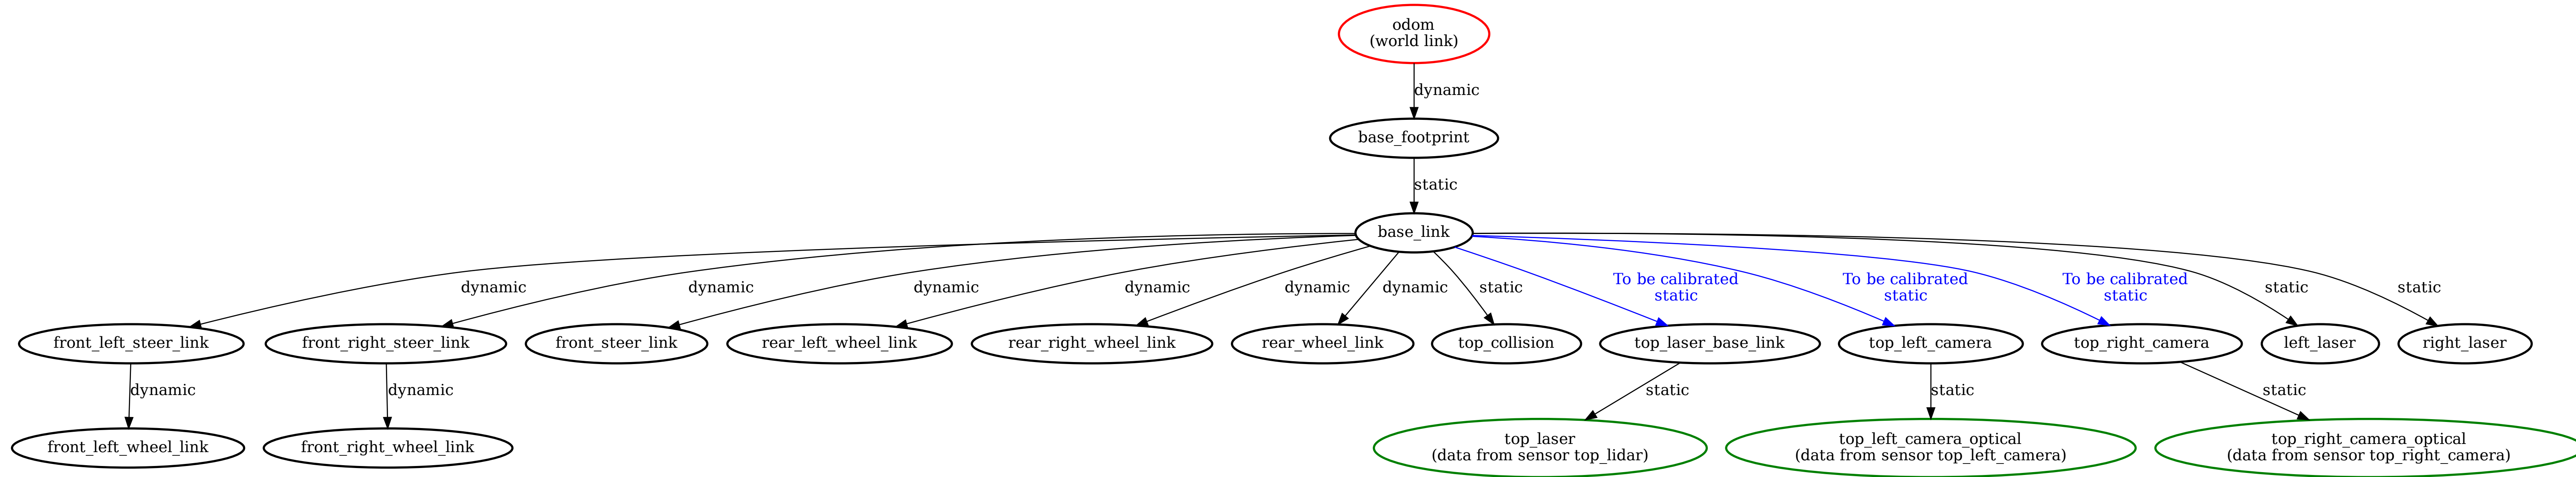 odom
(world link)
dynamic
base_footprint
static
base_link
dynamic
dynamic
dynamic
dynamic
dynamic
dynamic
static
To be calibrated
static
To be calibrated
static
To be calibrated
static
static
static
front_left_steer_link
front_right_steer_link
front_steer_link
rear_left_wheel_link
rear_right_wheel_link
rear_wheel_link
top_collision
top_laser_base_link
top_left_camera
top_right_camera
left_laser
right_laser
dynamic
dynamic
static
static
static
front_left_wheel_link
front_right_wheel_link
top_laser
(data from sensor top_lidar)
top_left_camera_optical
(data from sensor top_left_camera)
top_right_camera_optical
(data from sensor top_right_camera)